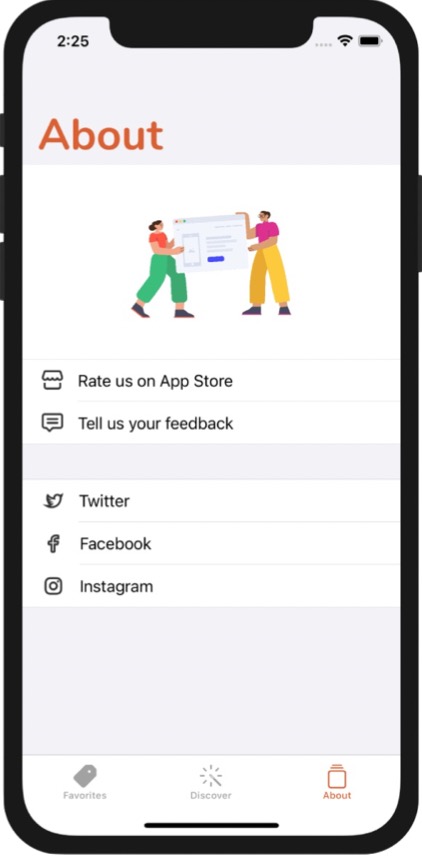 2:25
About
Rate us on App Store
Tell us your feedback
Twitter
Facebook
Instagram
Favorites
Discover
About